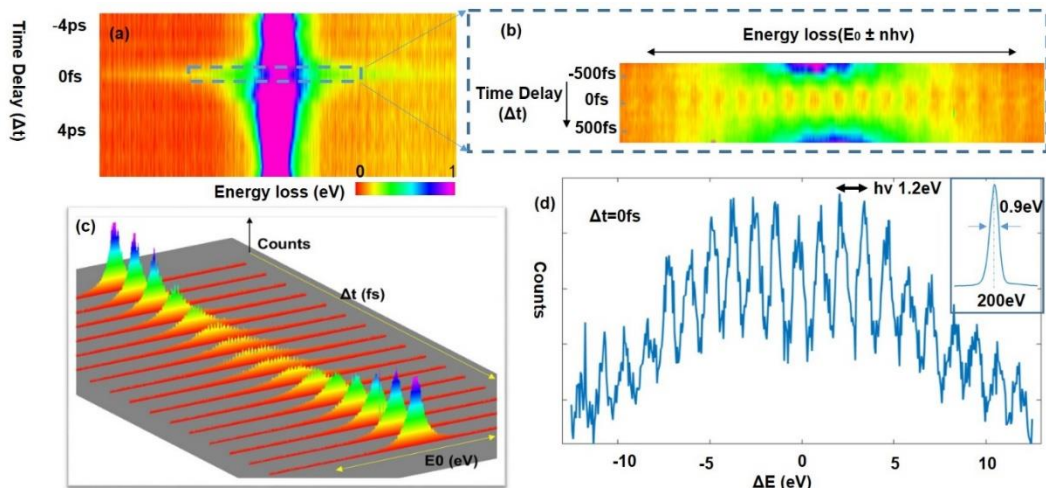 Time Delay (Δt)
-4ps
0fs
4ps
(a)
0
1
Energy loss (eV)
(b)
Energy loss(E₀ ± nhν)
Time Delay
(Δt)
-500fs
0fs
500fs
(c)
Counts
Δt (fs)
E0 (eV)
(d)
Δt=0fs
hν 1.2eV
0.9eV
200eV
Counts
-10
-5
0
5
10
ΔE (eV)